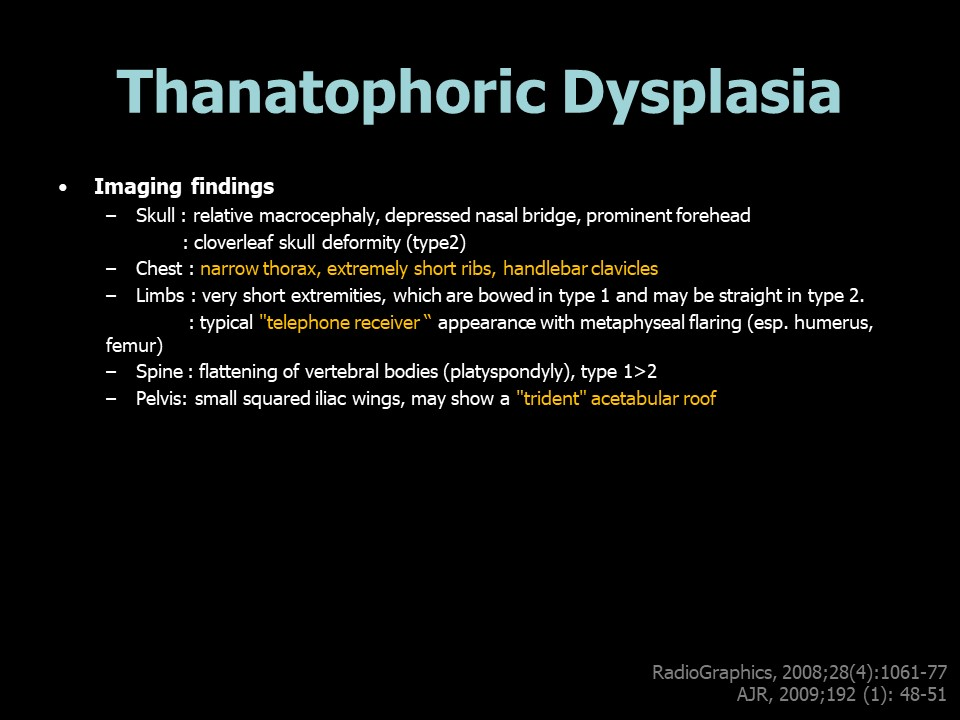 Thanatophoric Dysplasia
• Imaging findings
– Skull : relative macrocephaly, depressed nasal bridge, prominent forehead
: cloverleaf skull deformity (type2)
– Chest : narrow thorax, extremely short ribs, handlebar clavicles
– Limbs : very short extremities, which are bowed in type 1 and may be straight in type 2.
: typical "telephone receiver “ appearance with metaphyseal flaring (esp. humerus,
femur)
– Spine : flattening of vertebral bodies (platyspondyly), type 1>2
– Pelvis: small squared iliac wings, may show a "trident" acetabular roof
RadioGraphics, 2008;28(4):1061-77
AJR, 2009;192 (1): 48-51